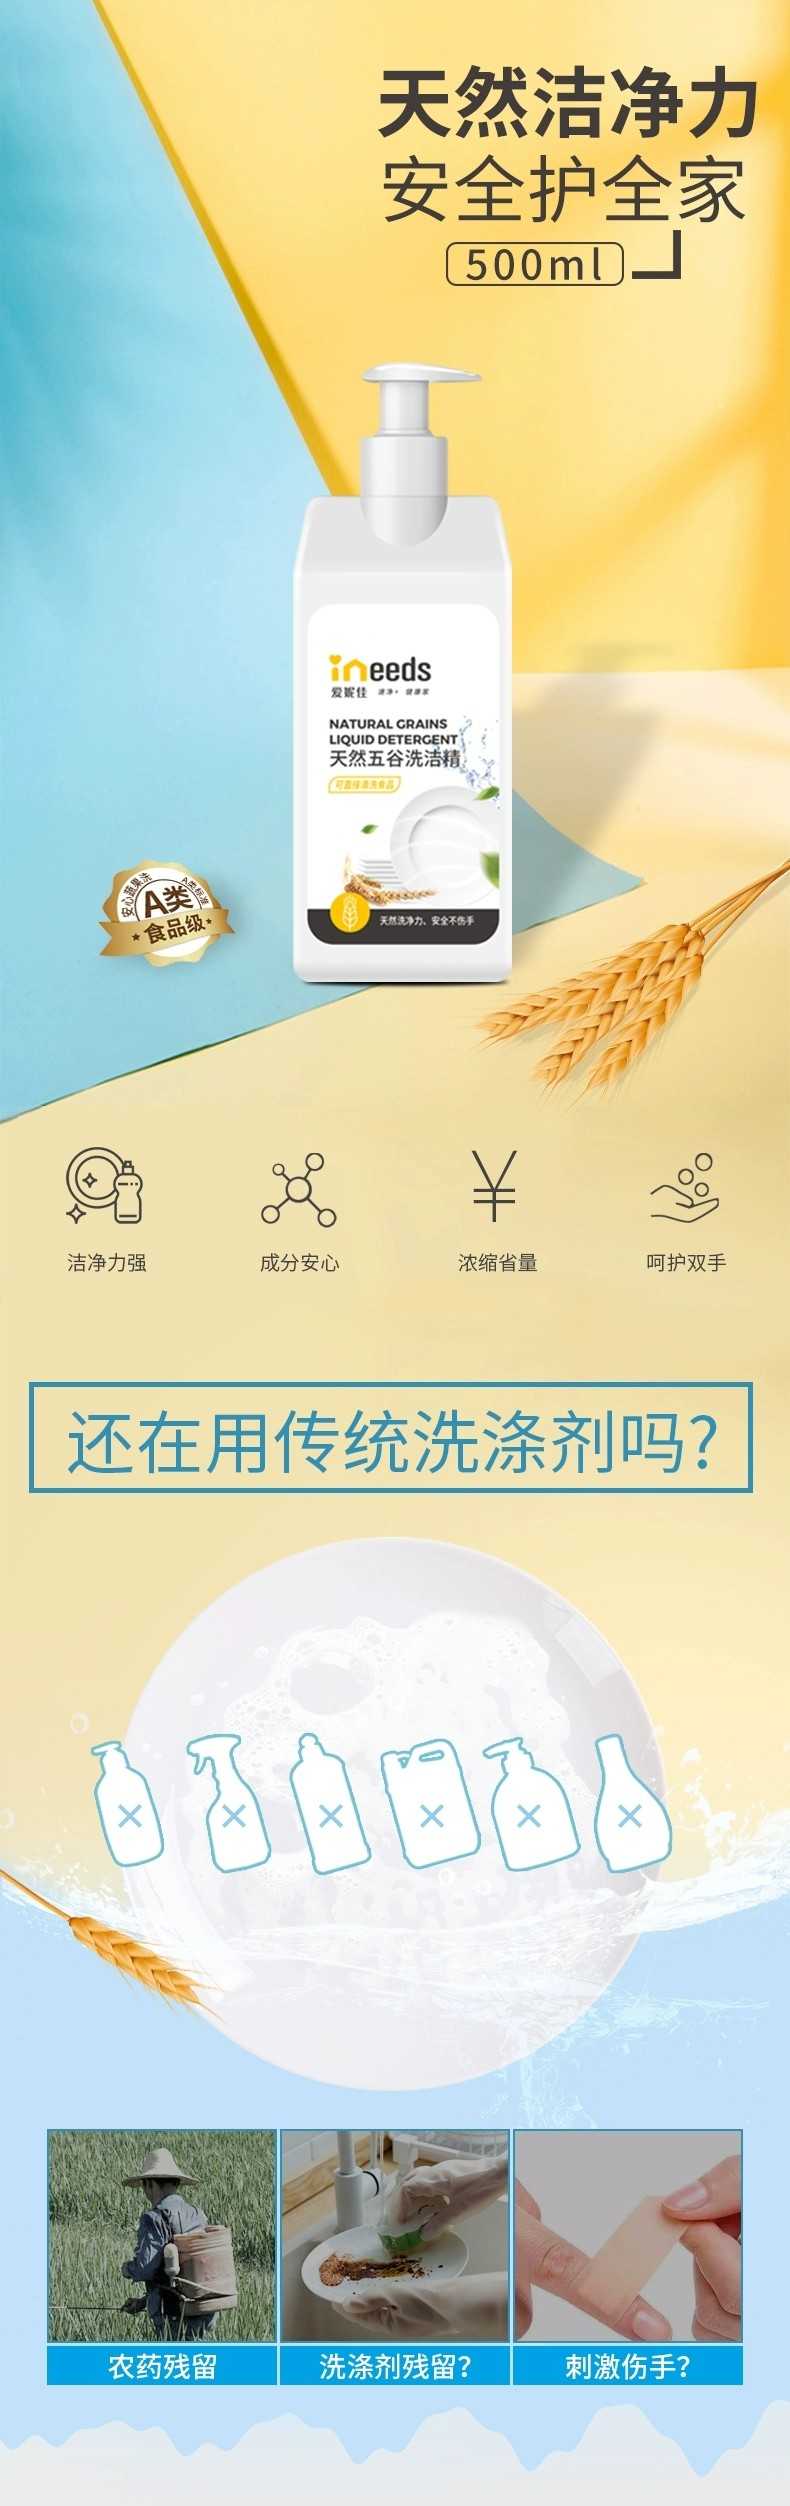 天然洁净力
安全护全家
500ml
ineeds
爱妮佳 洁净+ 健康家
NATURAL GRAINS
LIQUID DETERGENT
天然五谷洗洁精
可直接清洗食品
天然洗净力、安全不伤手
安心蔬果洗 A类标准
A类
食品级
洁净力强 成分安心 浓缩省量 呵护双手
还在用传统洗涤剂吗?
农药残留 洗涤剂残留? 刺激伤手?